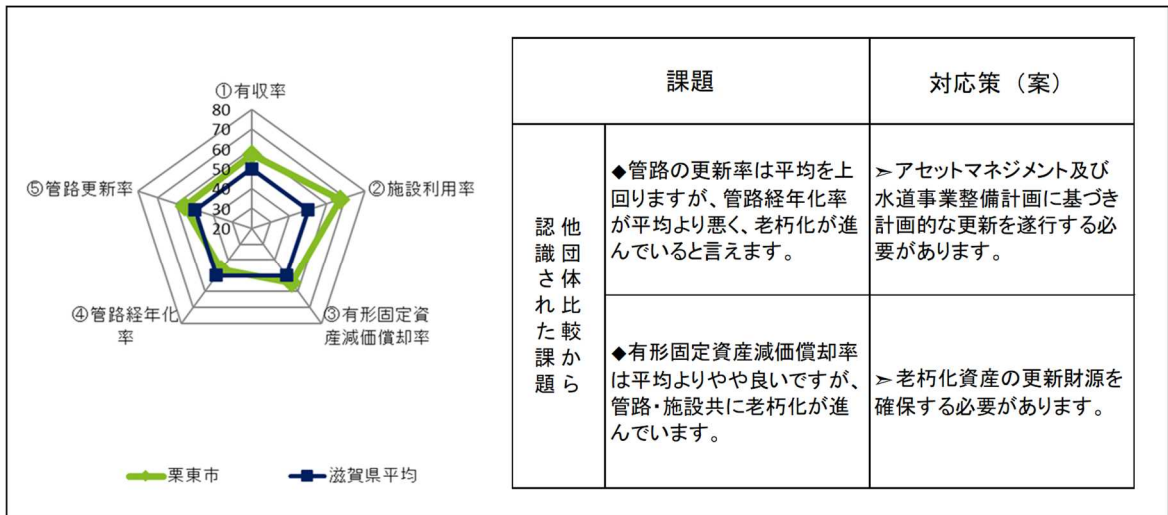 ①有収率
80
70
60
50
40
30
20
②施設利用率
③有形固定資
産減価償却率
④管路経年化
率
⑤管路更新率
栗東市
滋賀県平均
課題
対応策（案）
他団体比較から
認識された課題
◆管路の更新率は平均を上
回りますが、管路経年化率
が平均より悪く、老朽化が進
んでいると言えます。
➢アセットマネジメント及び
水道事業整備計画に基づき
計画的な更新を遂行する必
要があります。
◆有形固定資産減価償却率
は平均よりやや良いですが、
管路・施設共に老朽化が進
んでいます。
➢老朽化資産の更新財源を
確保する必要があります。